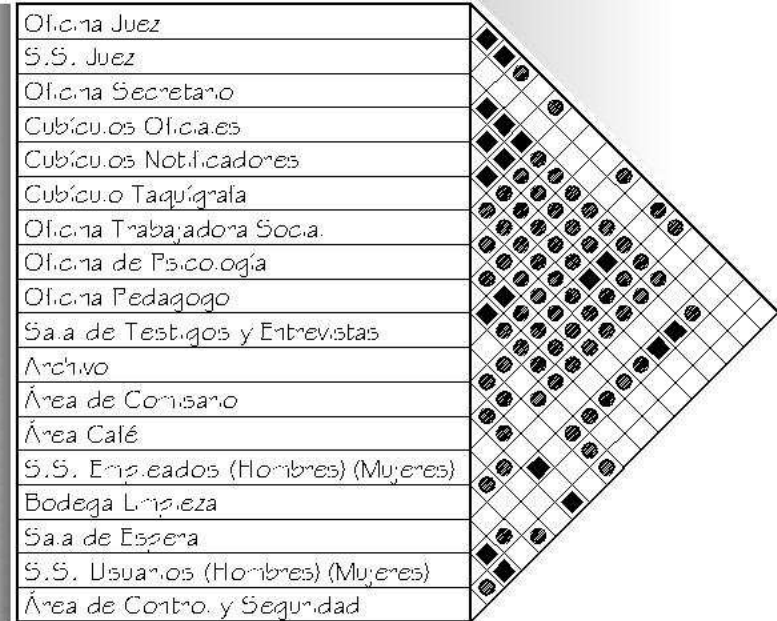 Oficina Juez
S.S. Juez
Oficina Secretario
Cubículos Oficiales
Cubículos Notificadores
Cubículo Taquígrafa
Oficina Trabajadora Social
Oficina de Psicología
Oficina Pedagogo
Sala de Testigos y Entrevistas
Archivo
Área de Comisario
Área Café
S.S. Empleados (Hombres) (Mujeres)
Bodega Limpieza
Sala de Espera
S.S. Usuarios (Hombres) (Mujeres)
Área de Control y Seguridad